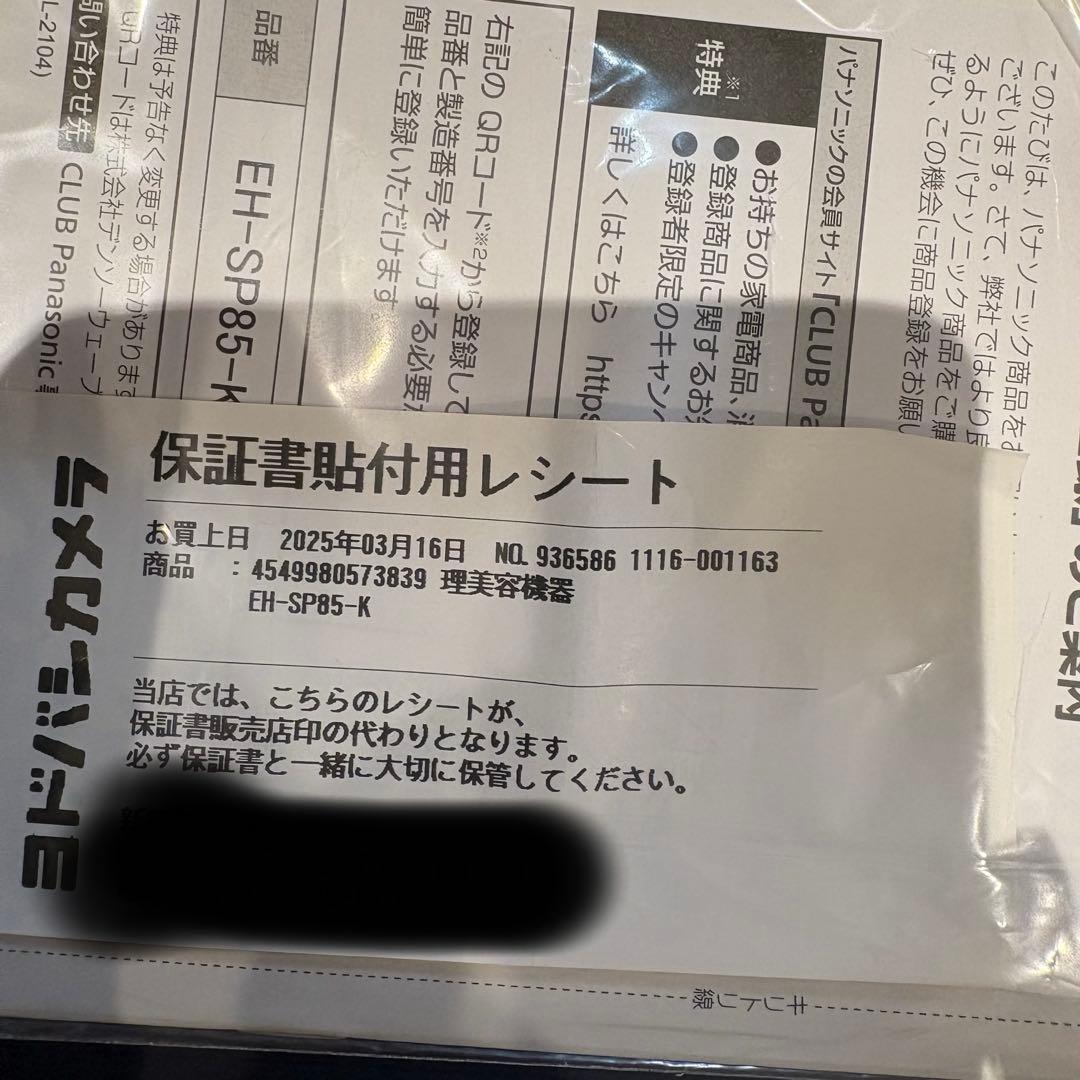 保証書貼付用レシート
お買上日 2025年03月16日 NO. 936586 1116-001163
商品 : 4549980573839 理美容機器
EH-SP85-K
当店では、こちらのレシートが、
保証書販売店印の代わりとなります。
必ず保証書と一緒に大切に保管してください。
ヨドバシカメラ
キリトリ線
このたびは、パナソニック商品をお
ございます。さて、弊社ではより良
るようにパナソニック商品をご購
ぜひ、この機会に商品登録をお願い
パナソニックの会員サイト「CLUB Pa
特典※1
●お持ちの家電商品、消
●登録商品に関するお
●登録者限定のキャンペ
詳しくはこちら https
右記の QRコード※2から登録して
品番と製造番号を入力する必要が
簡単に登録いただけます。
品番 EH-SP85-K
特典は予告なく変更する場合があります
QRコードは株式会社デンソーウェーブ
問い合わせ先 CLUB Panasonic
L-2104)